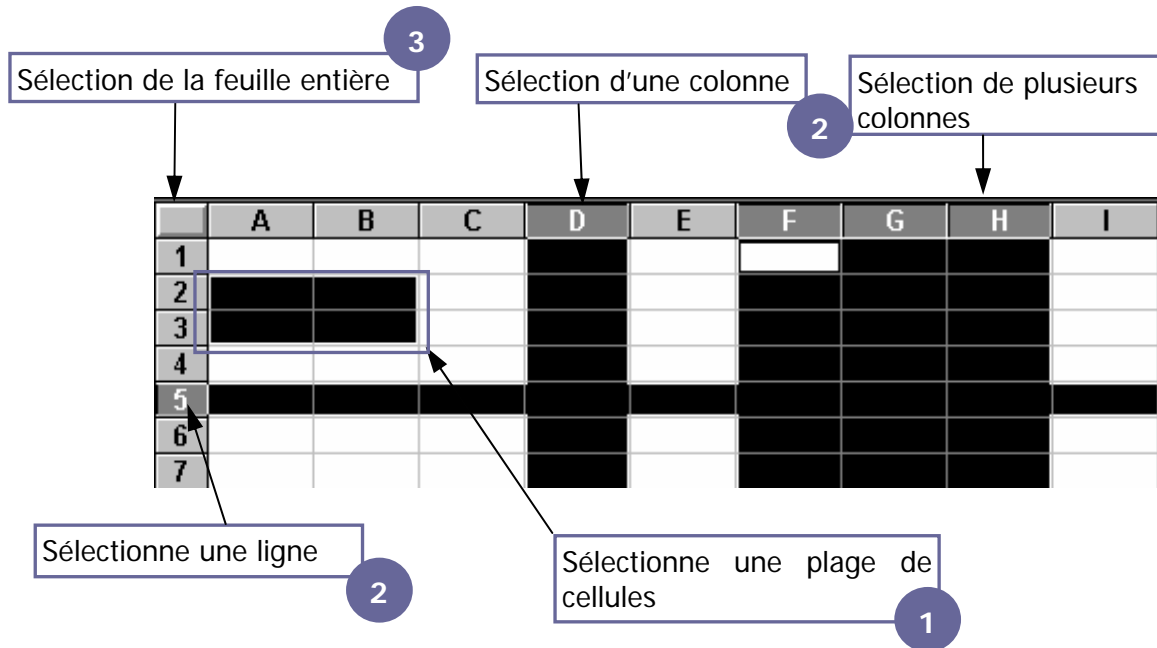 3
Sélection de la feuille entière
Sélection d'une colonne
2
Sélection de plusieurs
colonnes
A B C D E F G H I
1
2
3
4
5
6
7
Sélectionne une ligne
2
Sélectionne une plage de
cellules
1